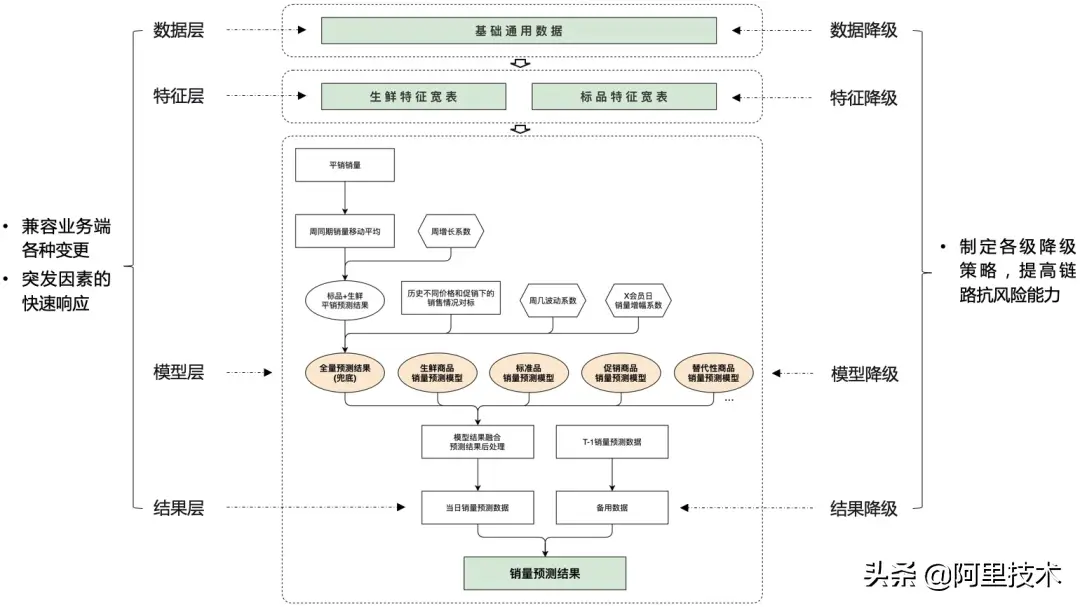 数据层
基础通用数据
数据降级
特征层
生鲜特征宽表
标品特征宽表
特征降级
平销销量
周同期销量移动平均
周增长系数
• 兼容业务端
各种变更
• 突发因素的
快速响应
• 制定各级降级
策略，提高链
路抗风险能力
标品+生鲜
平销预测结果
历史不同价格和促销下的
销售情况对标
周几波动系数
X会员日
销量增幅系数
模型层
全量预测结果
(兜底)
生鲜商品
销量预测模型
标准品
销量预测模型
促销商品
销量预测模型
替代性商品
销量预测模型
...
模型降级
模型结果融合
预测结果后处理
T-1销量预测数据
结果层
当日销量预测数据
备用数据
结果降级
销量预测结果
头条 @阿里技术